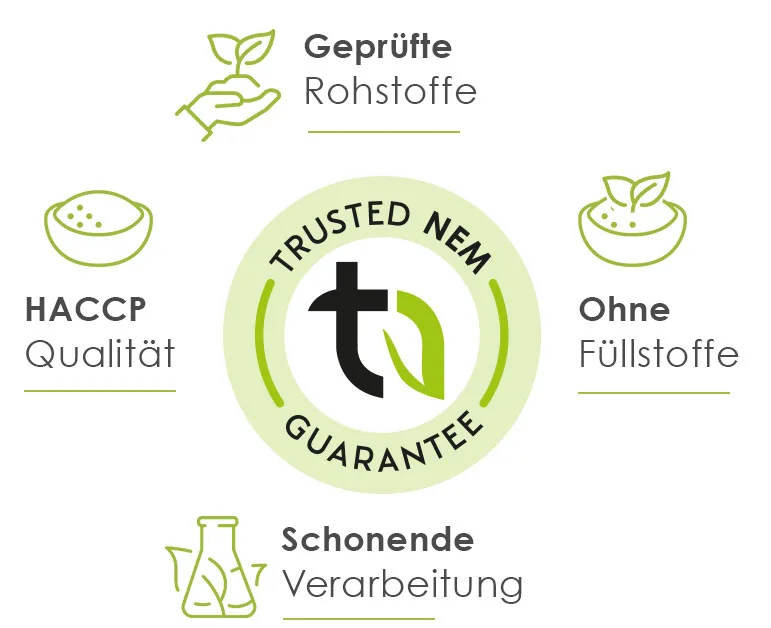 Geprüfte
Rohstoffe
TRUSTED NEM
HACCP
Qualität
Ohne
Füllstoffe
GUARANTEE
Schonende
Verarbeitung